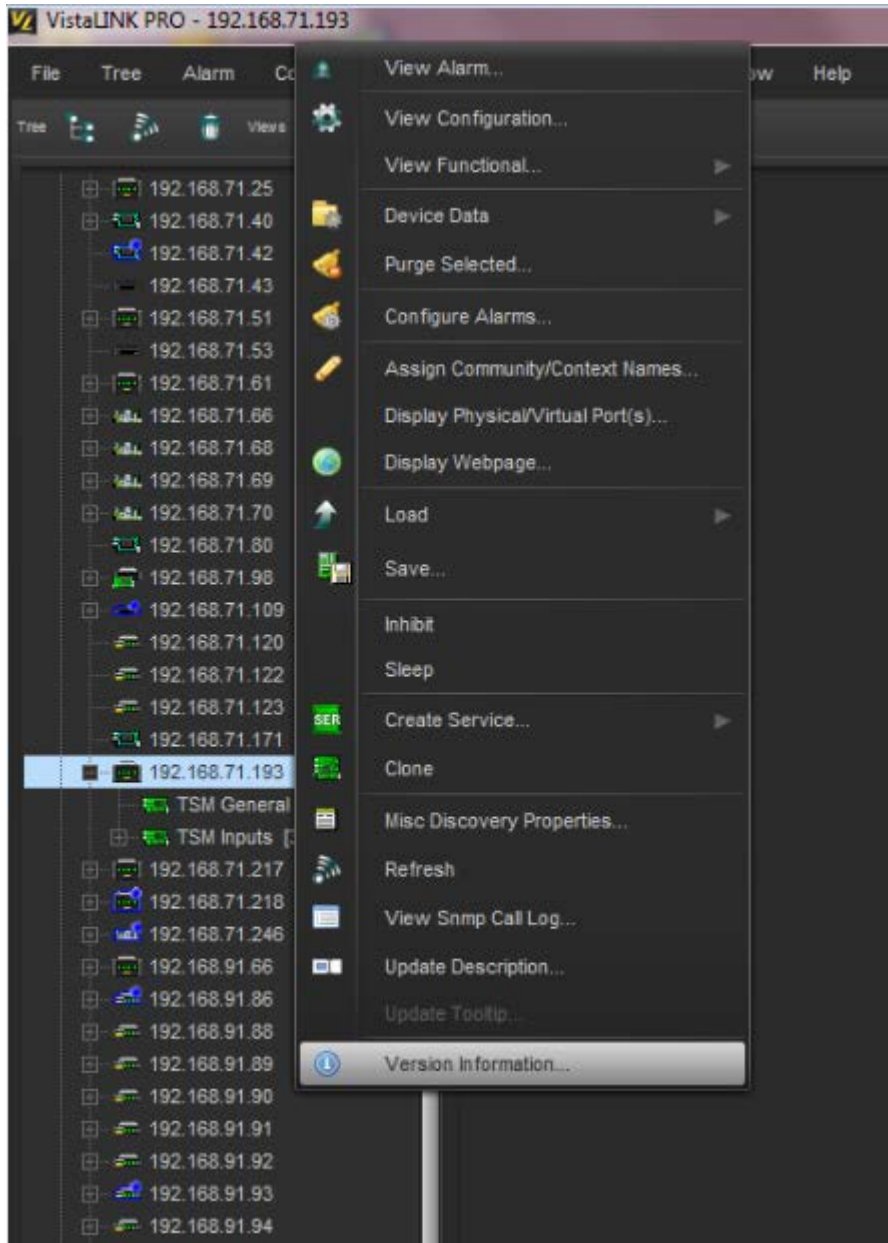 VL VistaLINK PRO - 192.168.71.193
File Tree Alarm Co ow Help
Tree Views
192.168.71.25
192.168.71.40
192.168.71.42
192.168.71.43
192.168.71.51
192.168.71.53
192.168.71.61
192.168.71.66
192.168.71.68
192.168.71.69
192.168.71.70
192.168.71.80
192.168.71.98
192.168.71.109
192.168.71.120
192.168.71.122
192.168.71.123
192.168.71.171
192.168.71.193
TSM General
TSM Inputs
192.168.71.217
192.168.71.218
192.168.71.246
192.168.91.66
192.168.91.86
192.168.91.88
192.168.91.89
192.168.91.90
192.168.91.91
192.168.91.92
192.168.91.93
192.168.91.94
View Alarm...
View Configuration...
View Functional...
Device Data
Purge Selected...
Configure Alarms...
Assign Community/Context Names...
Display Physical/Virtual Port(s)...
Display Webpage...
Load
Save...
Inhibit
Sleep
SER Create Service...
Clone
Misc Discovery Properties...
Refresh
View Snmp Call Log...
Update Description...
Update Tooltip...
Version Information...